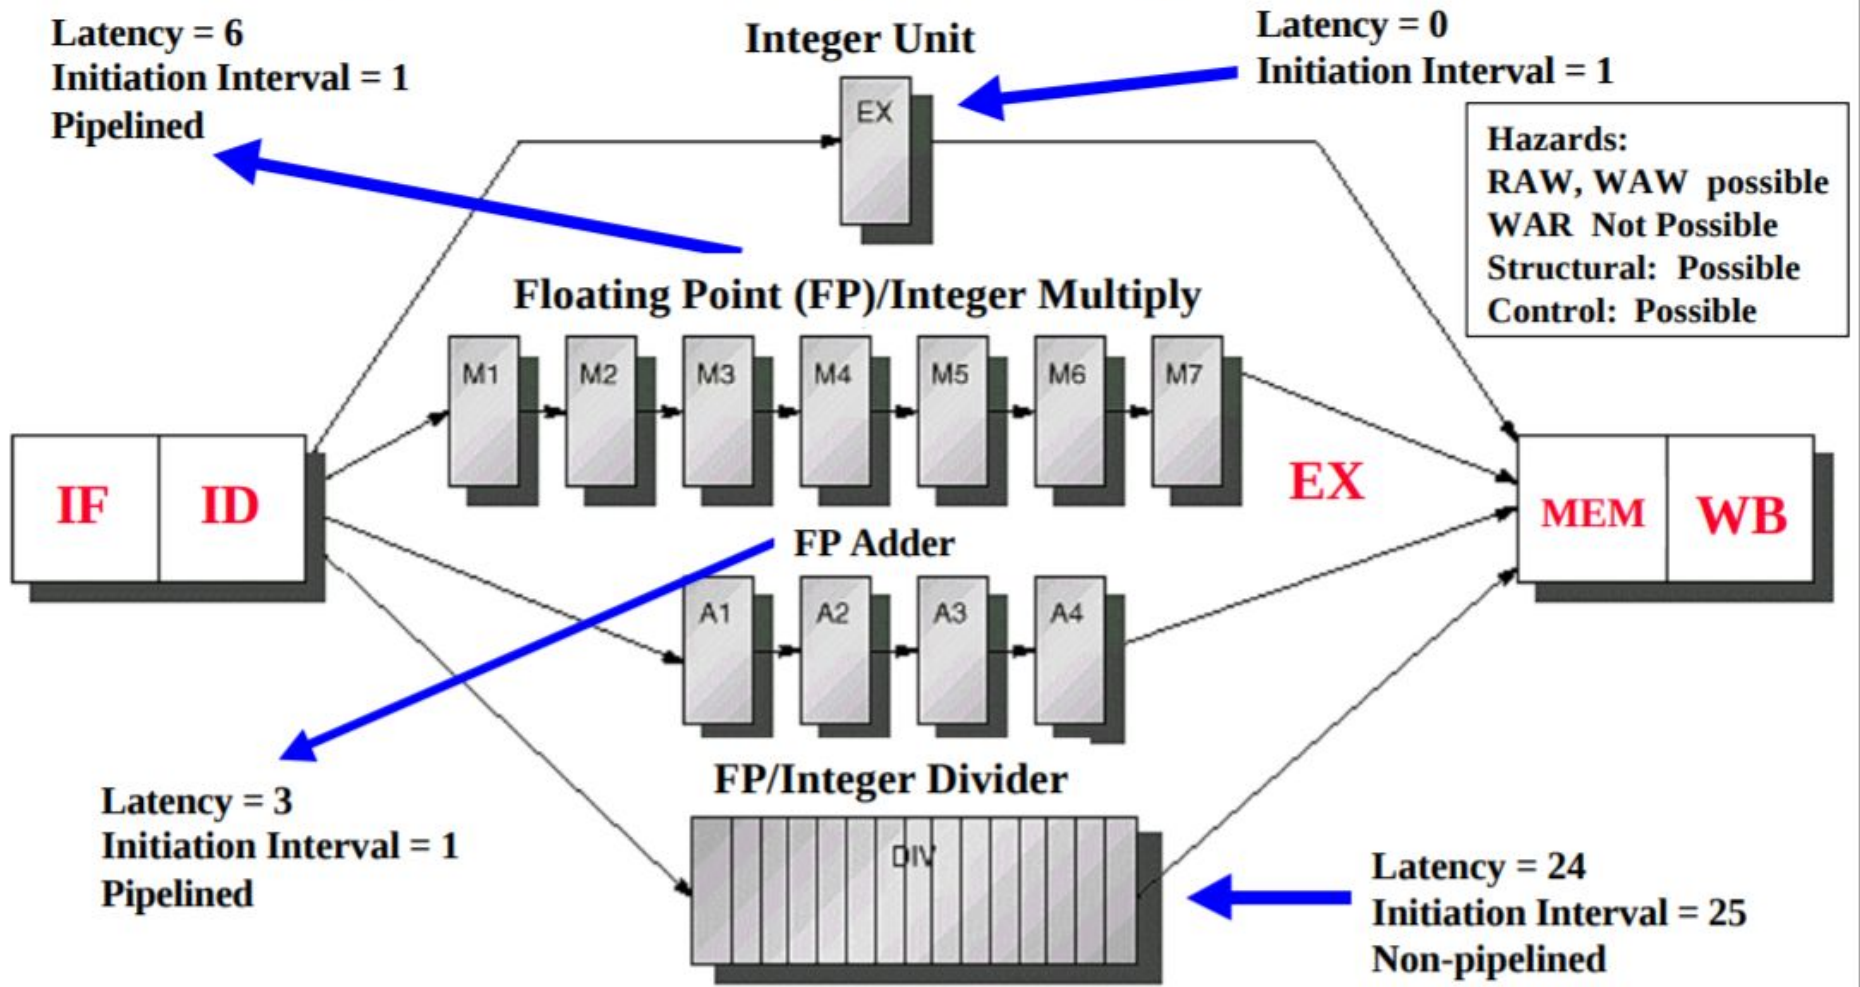 Latency = 6
Initiation Interval = 1
Pipelined
Integer Unit
Latency = 0
Initiation Interval = 1
EX
Hazards:
RAW, WAW possible
WAR Not Possible
Structural: Possible
Control: Possible
Floating Point (FP)/Integer Multiply
M1 M2 M3 M4 M5 M6 M7
IF ID
EX
MEM WB
FP Adder
A1 A2 A3 A4
FP/Integer Divider
Latency = 3
Initiation Interval = 1
Pipelined
DIV
Latency = 24
Initiation Interval = 25
Non-pipelined